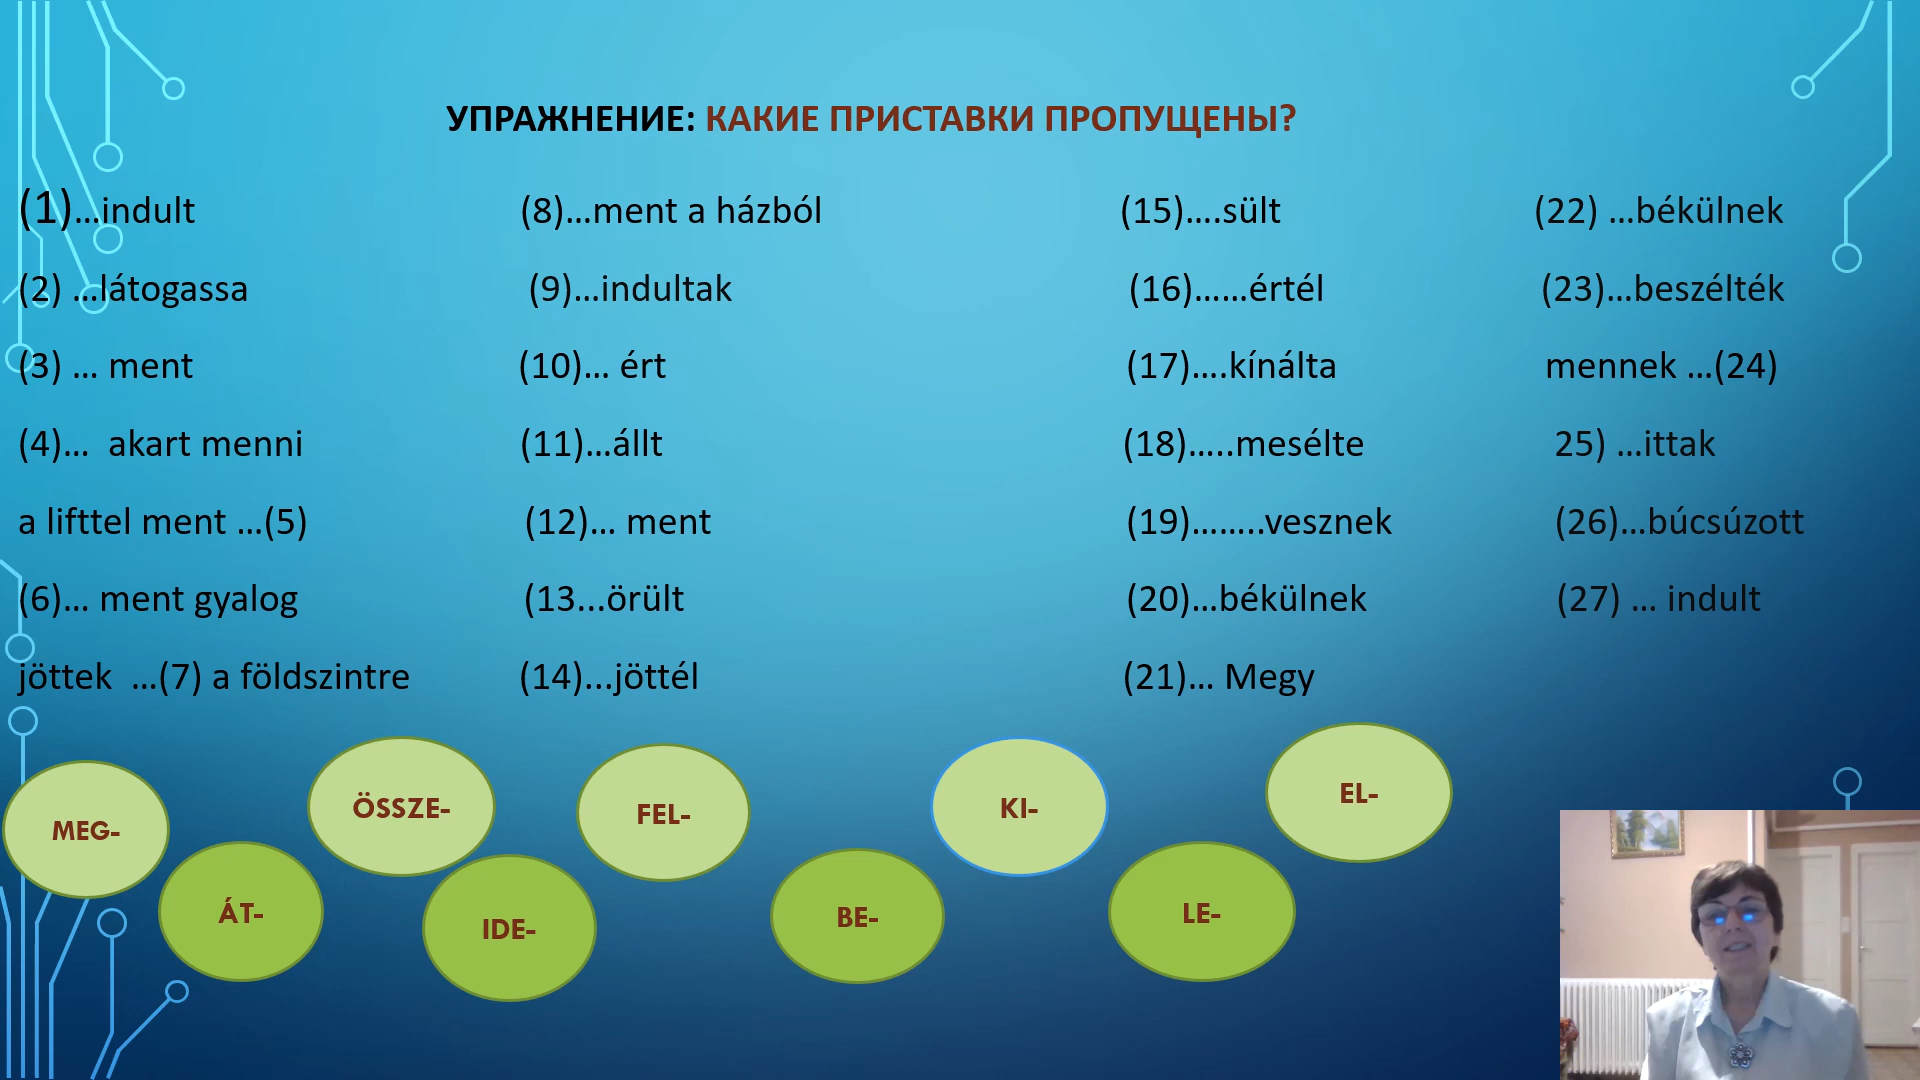 УПРАЖНЕНИЕ: КАКИЕ ПРИСТАВКИ ПРОПУЩЕНЫ?
(1)...indult
(2) ...látogassa
(3) ... ment
(4)...  akart menni
a lifttel ment ...(5)
(6)... ment gyalog
jöttek  ...(7) a földszintre
(8)...ment a házból
(9)...indultak
(10)... ért
(11)...állt
(12)... ment
(13...örült
(14)...jöttél
(15)....sült
(16)......értél
(17)....kínálta
(18).....mesélte
(19)........vesznek
(20)...békülnek
(21)... Megy
(22) ...békülnek
(23)...beszélték
mennek ...(24)
25) ...ittak
(26)...búcsúzott
(27) ... indult
MEG-
ÁT-
ÖSSZE-
IDE-
FEL-
BE-
KI-
LE-
EL-